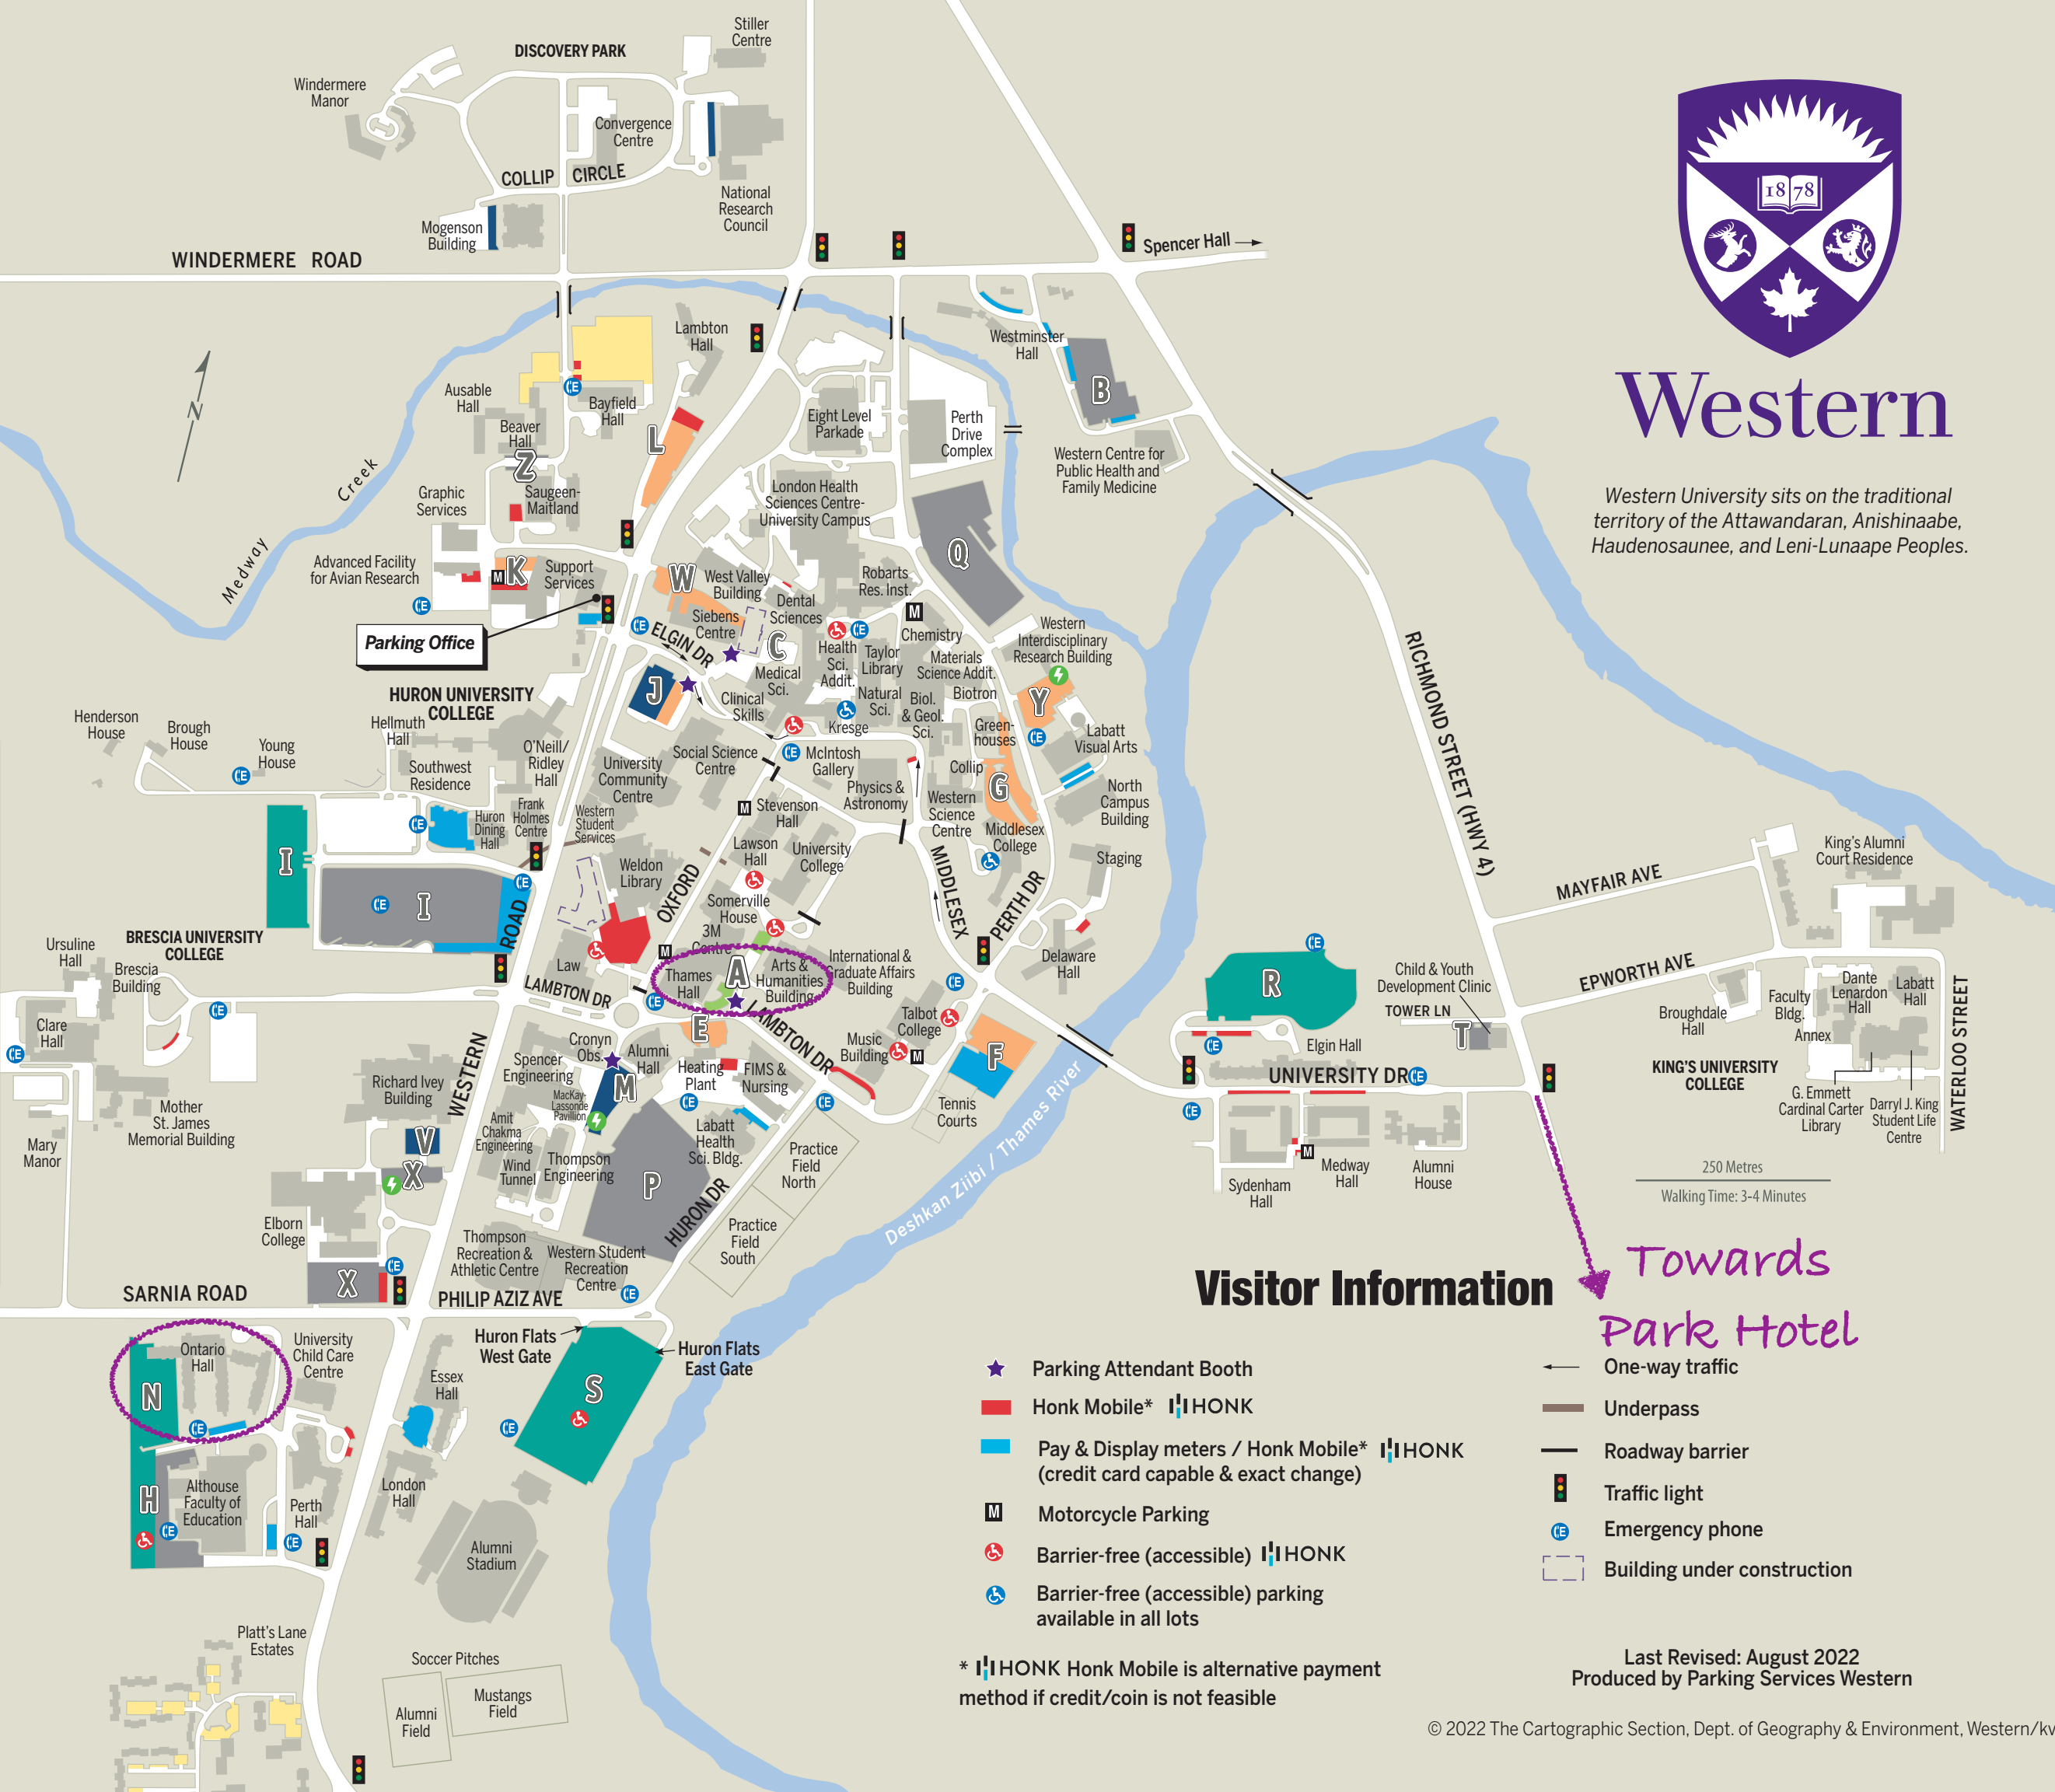 Stiller
Centre
DISCOVERY PARK
Windermere
Manor
Convergence
Centre
COLLIP CIRCLE
National
Research
Council
Mogenson
Building
WINDERMERE ROAD
Spencer Hall
1878
Western
Western University sits on the traditional
territory of the Attawandaran, Anishinaabe,
Haudenosaunee, and Leni-Lunaape Peoples.
N
Lambton
Hall
Westminster
Hall
B
Ausable
Hall
Bayfield
Hall
Beaver
Hall
Z
L
Eight Level
Parkade
Perth
Drive
Complex
Western Centre for
Public Health and
Family Medicine
Medway Creek
Graphic
Services
Saugeen-
Maitland
London Health
Sciences Centre-
University Campus
Q
Advanced Facility
for Avian Research
M
K
Support
Services
W
West Valley
Building
Robarts
Res. Inst.
Dental
Sciences
M
Siebens
Centre
Parking Office
ELGIN DR
C
Chemistry
Western
Interdisciplinary
Research Building
Health
Sci.
Addit.
Taylor
Library
Materials
Science Addit.
Medical
Sci.
J
Y
HURON UNIVERSITY
COLLEGE
Clinical
Skills
Natural
Sci.
Biol.
& Geol.
Sci.
Biotron
Henderson
House
Brough
House
Young
House
Hellmuth
Hall
Kresge
Green-
houses
Labatt
Visual Arts
O'Neill/
Ridley
Hall
Southwest
Residence
University
Community
Centre
Social Science
Centre
McIntosh
Gallery
Collip
G
Physics &
Astronomy
North
Campus
Building
RICHMOND STREET (HWY 4)
Huron
Dining
Hall
Frank
Holmes
Centre
Western
Student
Services
M
Stevenson
Hall
Western
Science
Centre
Middlesex
College
I
I
Weldon
Library
Lawson
Hall
University
College
Staging
King's Alumni
Court Residence
MAYFAIR AVE
OXFORD
Somerville
House
MIDDLESEX
PERTH DR
BRESCIA UNIVERSITY
COLLEGE
ROAD
3M
Centre
M
Ursuline
Hall
Brescia
Building
Law
Thames
Hall
A
Arts &
Humanities
Building
International &
Graduate Affairs
Building
Delaware
Hall
R
Child & Youth
Development Clinic
EPWORTH AVE
Dante
Lenardon
Hall
Labatt
Hall
LAMBTON DR
TOWER LN
T
Broughdale
Hall
Faculty
Bldg.
Annex
WATERLOO STREET
Clare
Hall
E
LAMBTON DR
Talbot
College
F
Music
Building
M
Elgin Hall
Cronyn
Obs.
Alumni
Hall
Spencer
Engineering
M
Heating
Plant
FIMS &
Nursing
UNIVERSITY DR
KING'S UNIVERSITY
COLLEGE
Richard Ivey
Building
WESTERN
MacKay-
Lassonde
Pavillion
Tennis
Courts
G. Emmett
Cardinal Carter
Library
Darryl J. King
Student Life
Centre
Mother
St. James
Memorial Building
Mary
Manor
V
X
Amit
Chakma
Engineering
Wind
Tunnel
Thompson
Engineering
Labatt
Health
Sci. Bldg.
Practice
Field
North
M
Medway
Hall
Sydenham
Hall
Alumni
House
250 Metres
Walking Time: 3-4 Minutes
P
HURON DR
Deshkan Ziibi / Thames River
Elborn
College
Practice
Field
South
Thompson
Recreation &
Athletic Centre
Western Student
Recreation
Centre
X
SARNIA ROAD
PHILIP AZIZ AVE
Towards
Park Hotel
Huron Flats
West Gate
Huron Flats
East Gate
Ontario
Hall
University
Child Care
Centre
N
Essex
Hall
S
H
Althouse
Faculty of
Education
London
Hall
Perth
Hall
Alumni
Stadium
Platt's Lane
Estates
Soccer Pitches
Alumni
Field
Mustangs
Field
Visitor Information
Parking Attendant Booth
Honk Mobile* HONK
Pay & Display meters / Honk Mobile* HONK
(credit card capable & exact change)
M Motorcycle Parking
Barrier-free (accessible) HONK
Barrier-free (accessible) parking
available in all lots
* HONK Honk Mobile is alternative payment
method if credit/coin is not feasible
One-way traffic
Underpass
Roadway barrier
Traffic light
CE Emergency phone
Building under construction
Last Revised: August 2022
Produced by Parking Services Western
© 2022 The Cartographic Section, Dept. of Geography & Environment, Western/kv